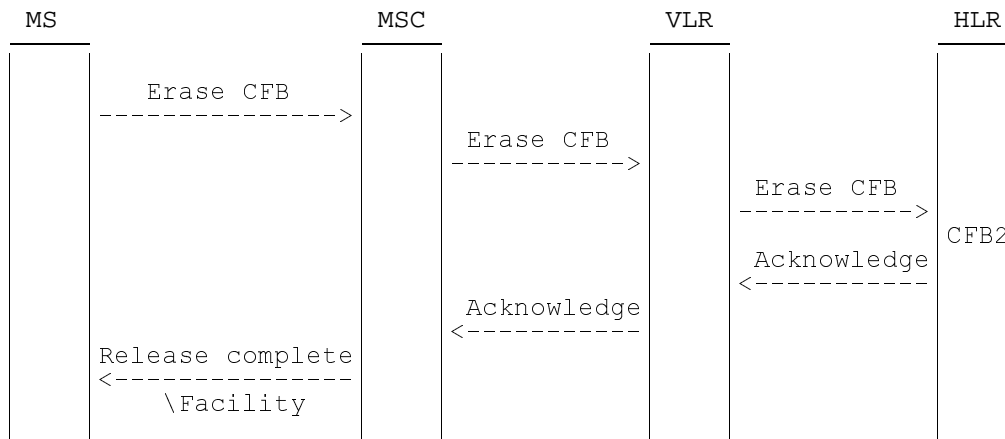 MS MSC VLR HLR
Erase CFB
--------------->
Erase CFB
----------->
Erase CFB
----------->
CFB2
Acknowledge
<-----------
Acknowledge
<-----------
Release complete
<---------------
\Facility